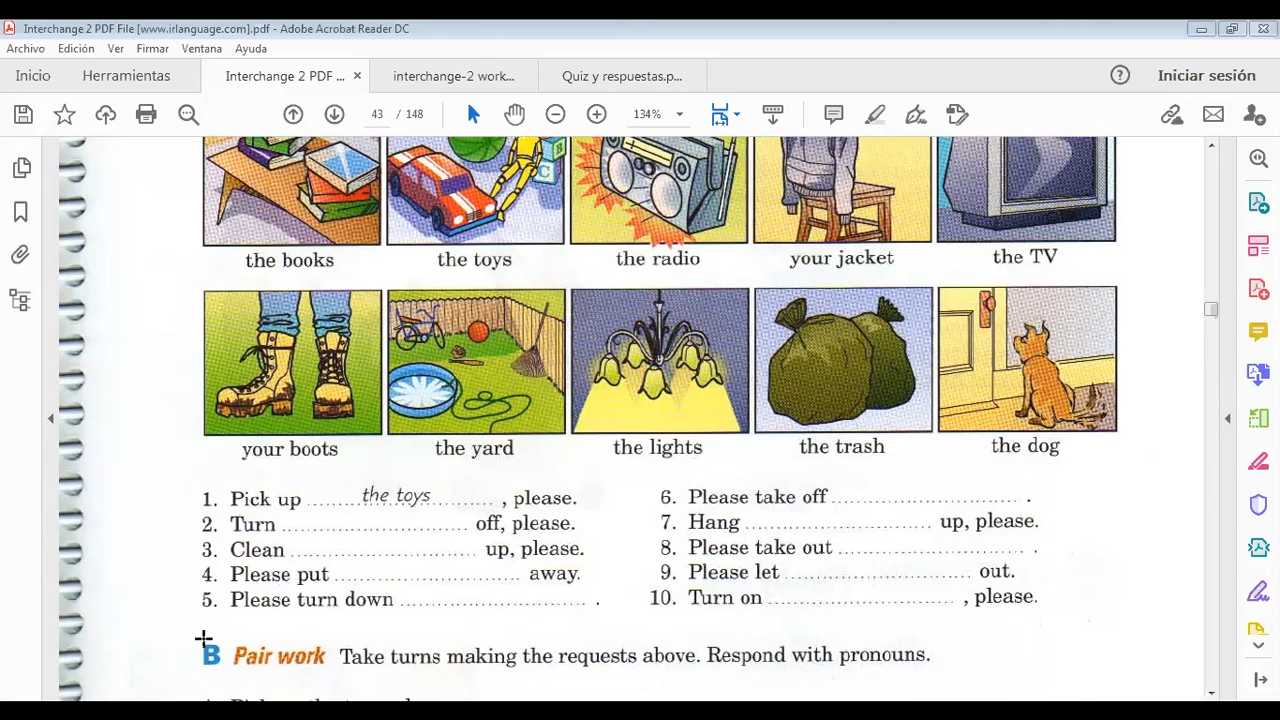 Interchange 2 PDF File [www.irlanguage.com].pdf - Adobe Acrobat Reader DC
Archivo Edición Ver Firmar Ventana Ayuda
Inicio Herramientas Interchange 2 PDF ... × interchange-2 work... Quiz y respuestas.p... Iniciar sesión
43 / 148 134%
B
C
the books the toys the radio your jacket the TV
your boots the yard the lights the trash the dog
1. Pick up the toys , please. 6. Please take off .
2. Turn off, please. 7. Hang up, please.
3. Clean up, please. 8. Please take out .
4. Please put away. 9. Please let out.
5. Please turn down . 10. Turn on , please.
B Pair work Take turns making the requests above. Respond with pronouns.